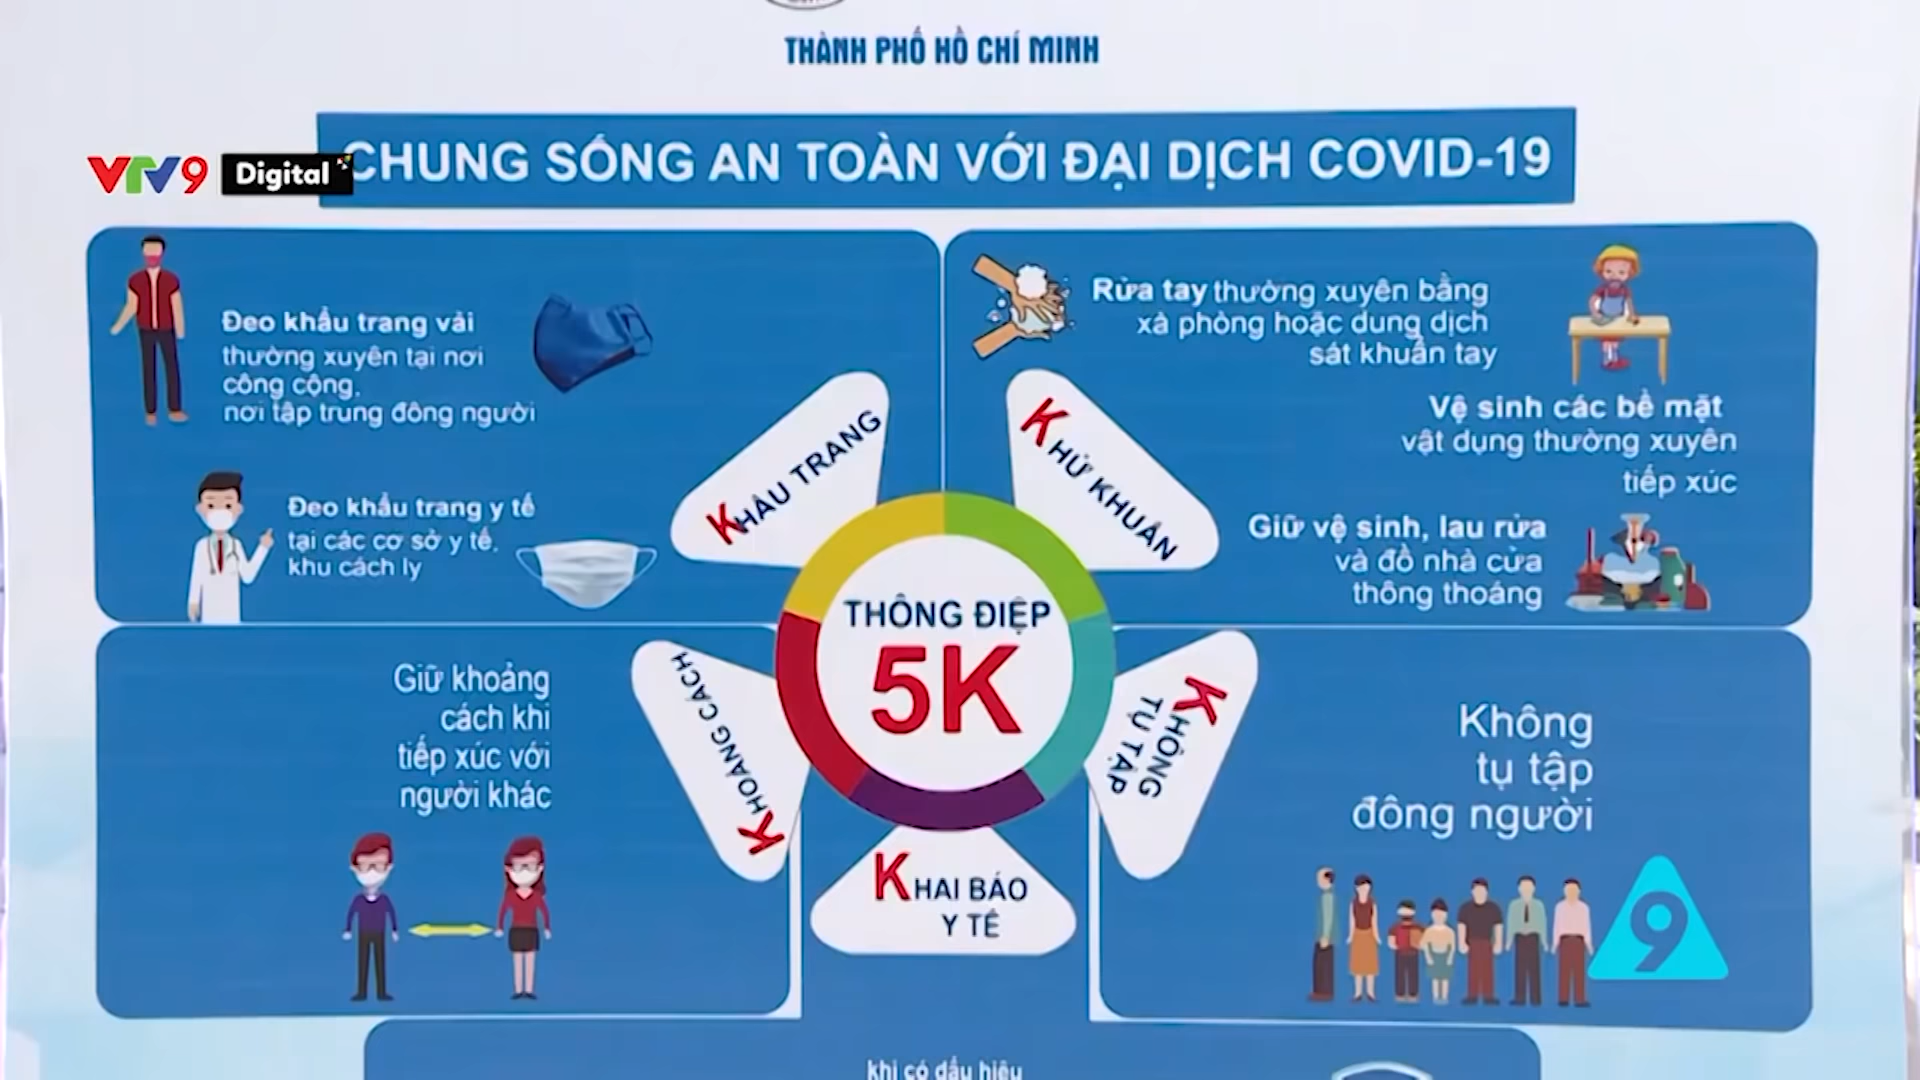 THÀNH PHỐ HỒ CHÍ MINH
VTV9 Digital
CHUNG SỐNG AN TOÀN VỚI ĐẠI DỊCH COVID-19
Đeo khẩu trang vải
thường xuyên tại nơi
công cộng,
nơi tập trung đông người
Đeo khẩu trang y tế
tại các cơ sở y tế,
khu cách ly
KHẨU TRANG
Rửa tay thường xuyên bằng
xà phòng hoặc dung dịch
sát khuẩn tay
Vệ sinh các bề mặt
vật dụng thường xuyên
tiếp xúc
Giữ vệ sinh, lau rửa
và đồ nhà cửa
thông thoáng
KHỬ KHUẨN
THÔNG ĐIỆP
5K
Giữ khoảng
cách khi
tiếp xúc với
người khác
KHOẢNG CÁCH
KHÔNG
TỤ TẬP
Không
tụ tập
đông người
9
KHAI BÁO
Y TẾ
khi có dấu hiệu